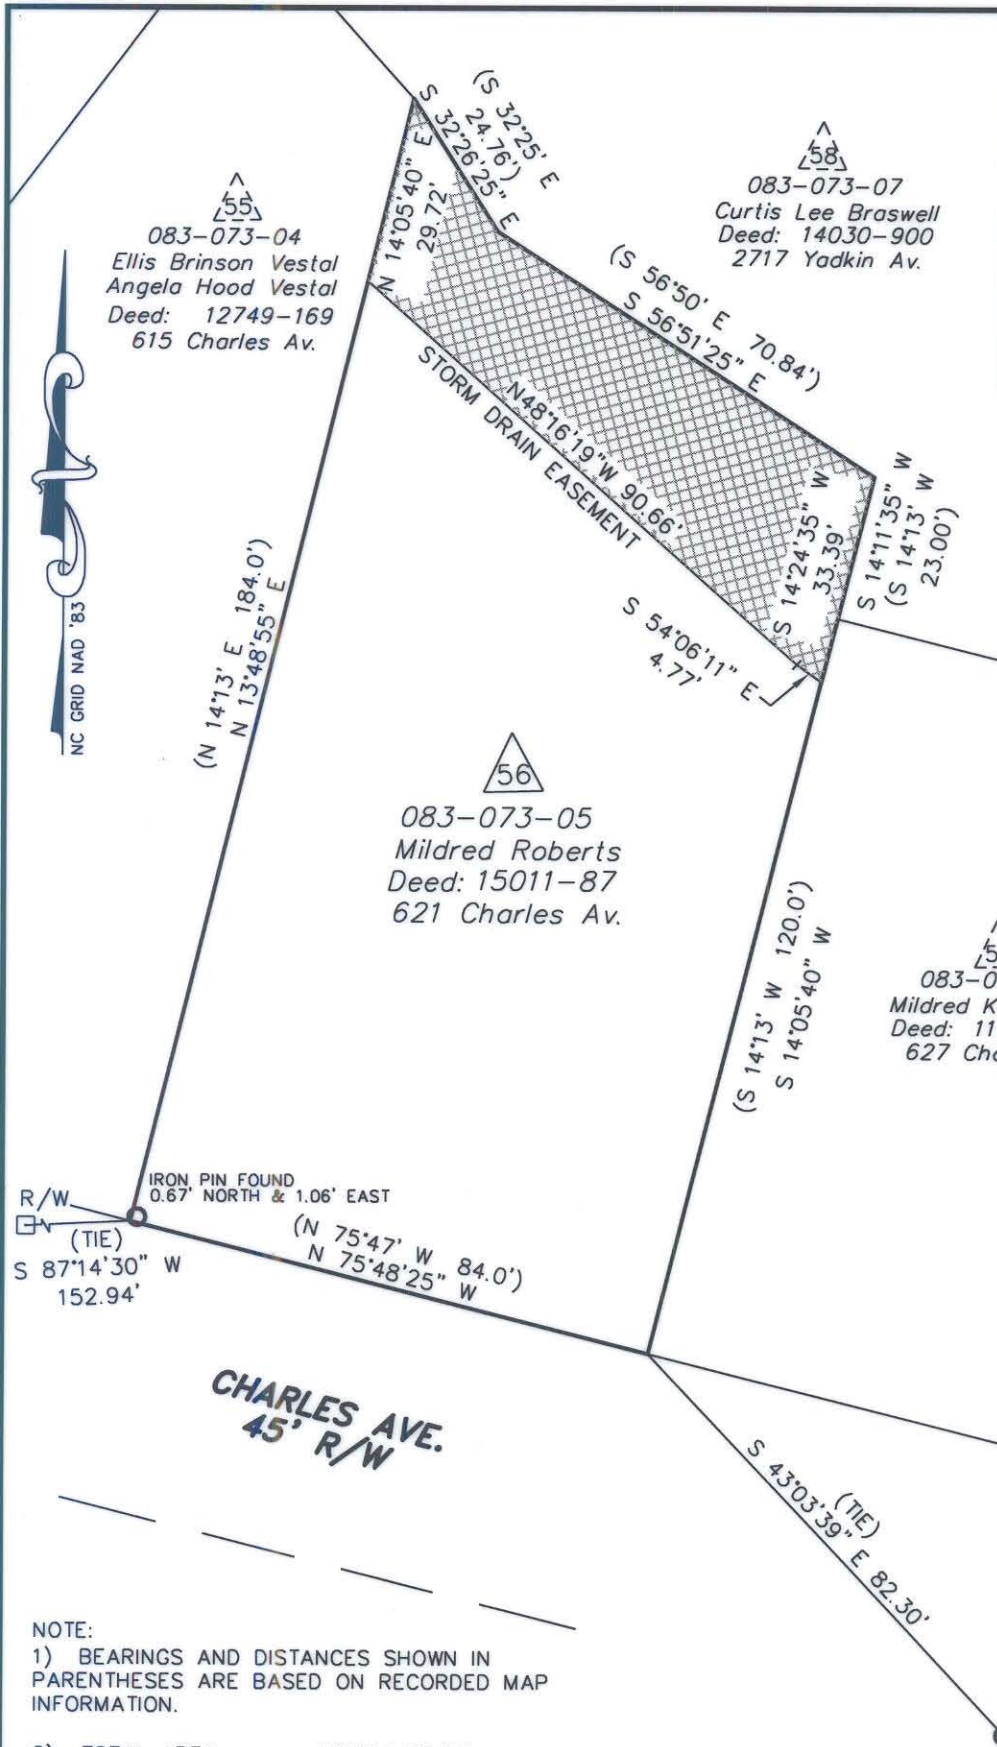 (S 32°25' E
24.76')
S 32°26'25" E
N 14°05'40" E
29.72'
58
083-073-07
Curtis Lee Braswell
Deed: 14030-900
2717 Yadkin Av.
55
083-073-04
Ellis Brinson Vestal
Angela Hood Vestal
Deed: 12749-169
615 Charles Av.
(S 56°50' E 70.84')
S 56°51'25" E
N48°16'19"W 90.66'
STORM DRAIN EASEMENT
S 14°24'35" W
33.39'
S 14°11'35" W
(S 14°13' W
23.00')
S 54°06'11" E
4.77'
NC GRID NAD '83
(N 14°13' E 184.0')
N 13°48'55" E
56
083-073-05
Mildred Roberts
Deed: 15011-87
621 Charles Av.
(S 14°13' W 120.0')
S 14°05'40" W
5
083-0
Mildred K
Deed: 11
627 Cha
IRON PIN FOUND
0.67' NORTH & 1.06' EAST
R/W
(TIE)
S 87°14'30" W
152.94'
(N 75°47' W 84.0')
N 75°48'25" W
CHARLES AVE.
45' R/W
(TIE)
S 43°03'39" E 82.30'
NOTE:
1) BEARINGS AND DISTANCES SHOWN IN
PARENTHESES ARE BASED ON RECORDED MAP
INFORMATION.